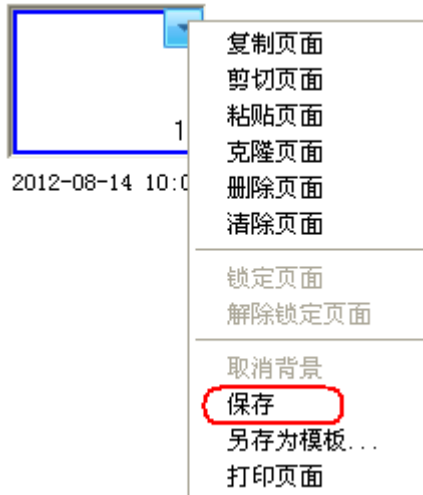 1
2012-08-14 10:0
复制页面
剪切页面
粘贴页面
克隆页面
删除页面
清除页面
锁定页面
解除锁定页面
取消背景
保存
另存为模板...
打印页面